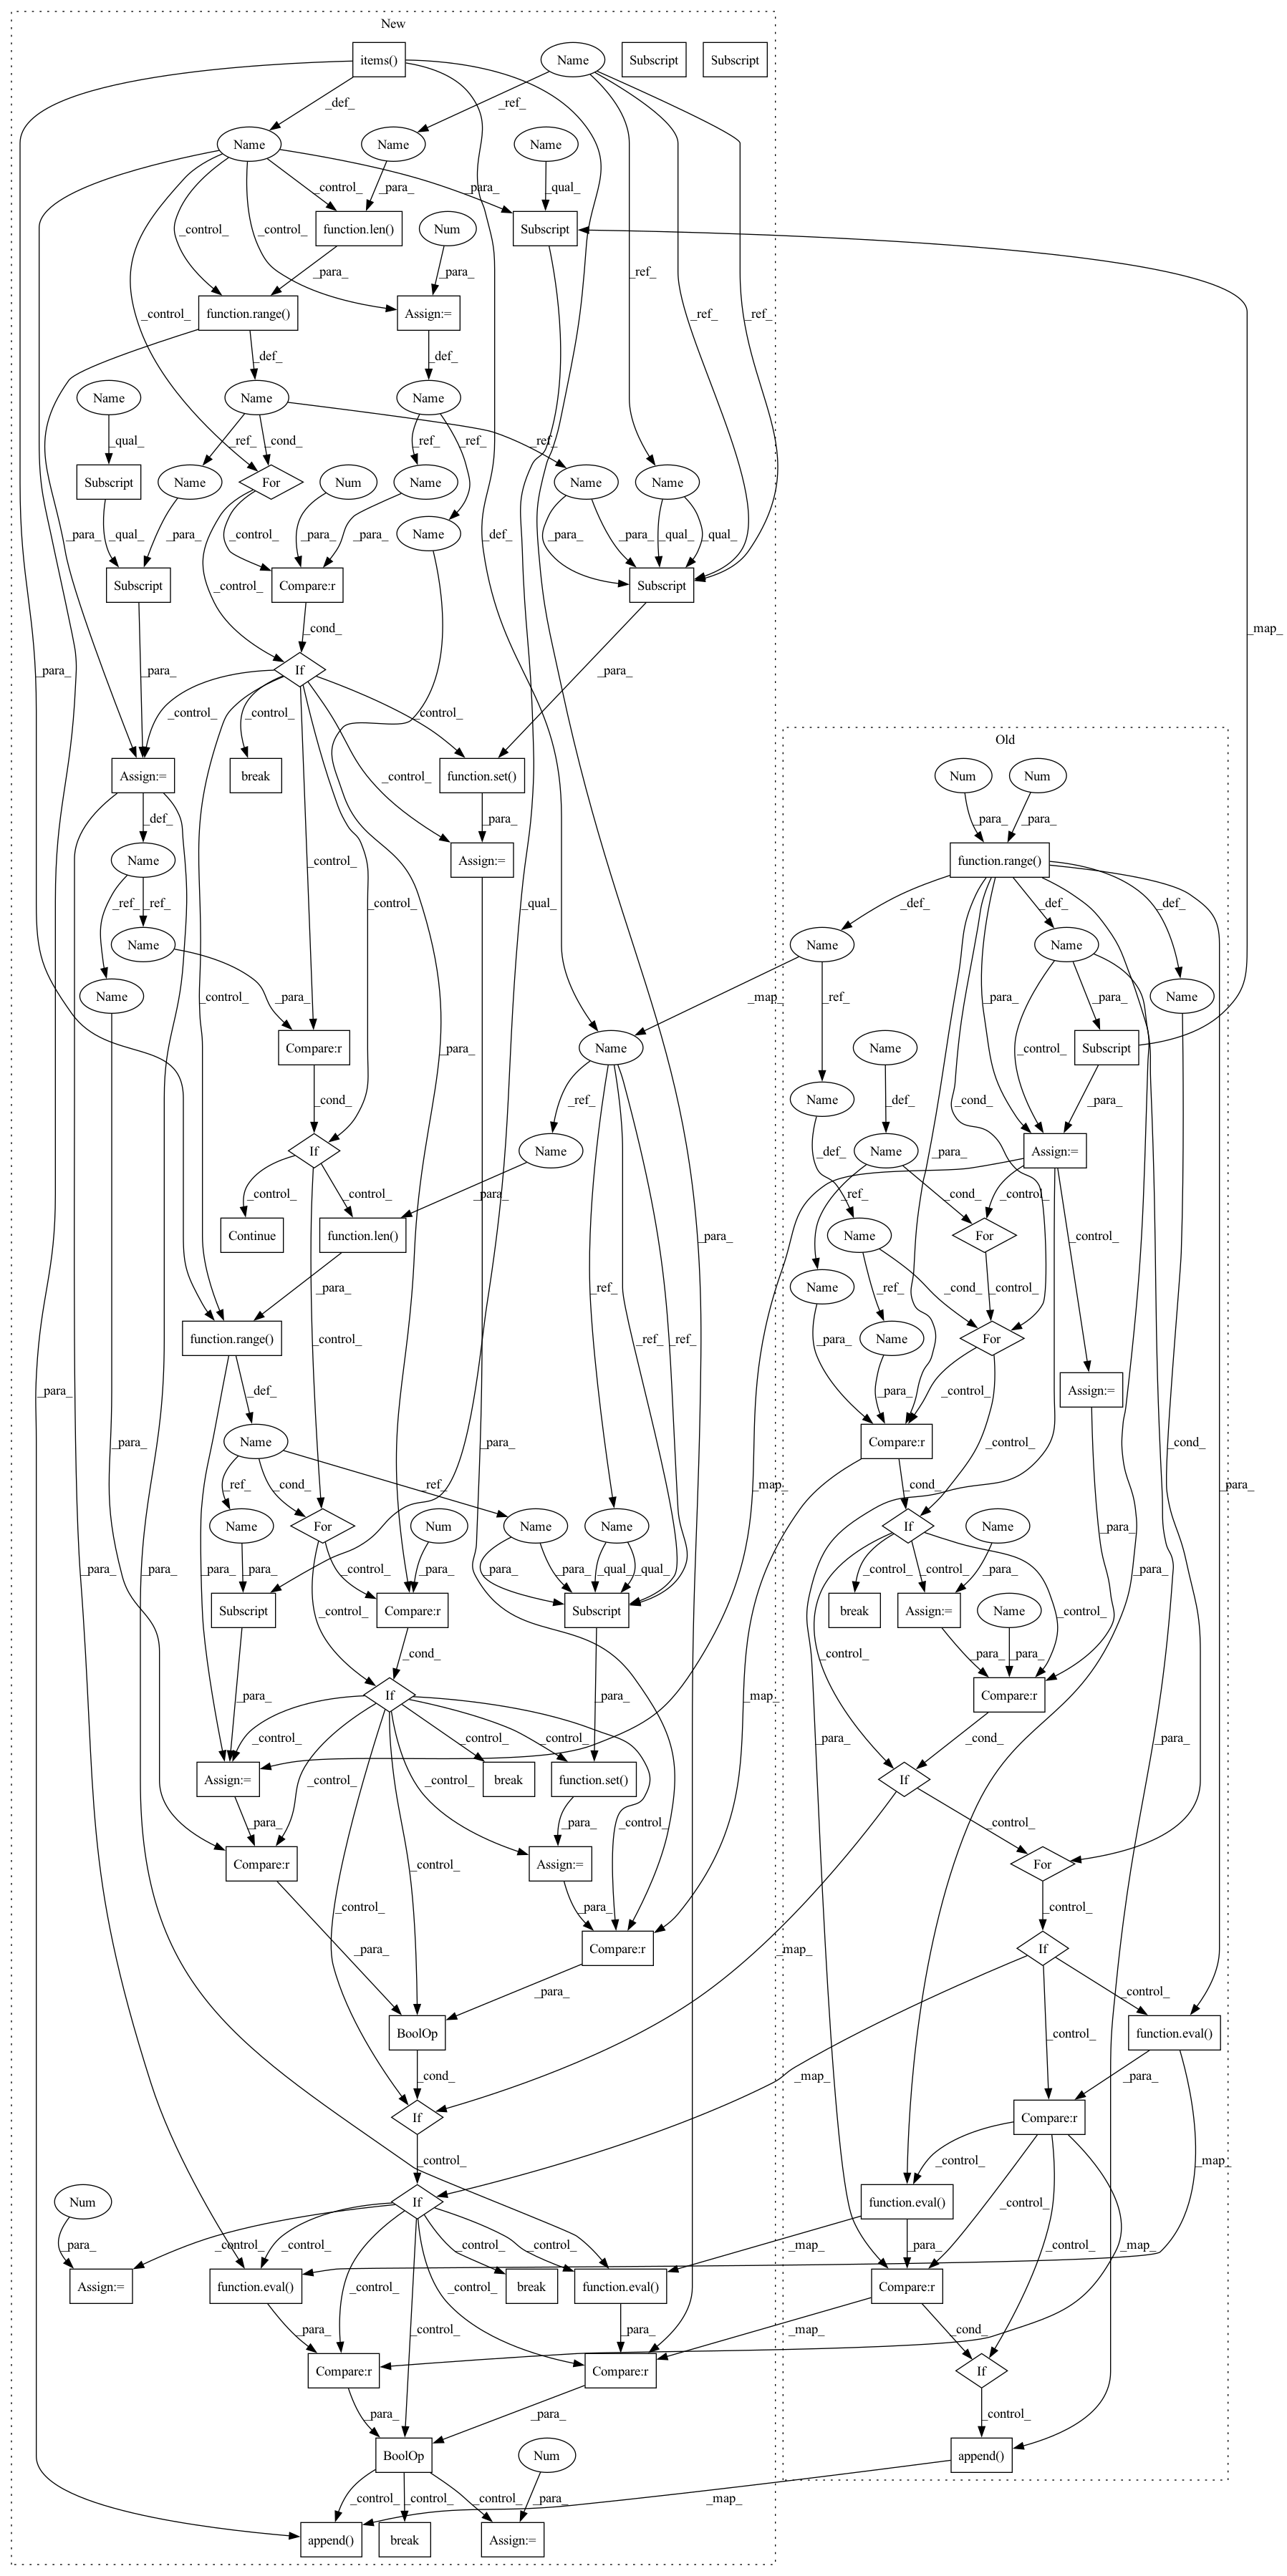 New
items() Name Subscript Subscript
_def_ _ref_
Name Name Name
_control_ _para_ _para_ _qual_
function.len() Num Subscript
_control_ _control_ _para_ _para_ _ref_
_control_ function.range() Assign:= _ref_ _ref_
_def_ _def_
Name Name Name
_qual_ _ref_ _cond_ _ref_ _ref_ _ref_
Subscript Name For Num Name Name Name
_para_ _qual_ _para_ _control_ _para_ _para_ Name _def_ _para_ _para_ _qual_ _qual_
Subscript _control_ Compare:r Subscript
_cond_ _map_
_para_ _para_ If _para_
_control_ _control_ _control_
Old
Assign:= break _control_ function.set() Num Num
_def_ _para_ _para_ _para_
Name _control_ Assign:= function.range()
_ref_ _ref_ _control_ _qual_ _def_ _def_ _def_
Name Name Name
Name _control_ _para_ _para_ _map_ _ref_ _para_ _para_ Name
Compare:r Name Name Subscript
_cond_ _ref_ Name _def_ _control_ _cond_ _para_
If Name _def_ Name _para_ Assign:=
_control_ _control_ _para_ _ref_ _cond_ _control_
Continue function.len() _para_ Name For _control_
_para_ _control_ _ref_ _ref_ _ref_ Name _ref_ _cond_ _control_
function.range() Name For
_para_ _def_ _para_ _para_ _control_ Assign:=
Name Compare:r _control_
_para_ _ref_ _cond_ _ref_ _para_ _map_ _cond_ _cond_ _para_
Name For Num Name Name If Name _para_
_para_ _para_ _para_ _control_ _para_ _para_ _para_ _qual_ _qual_ _control_ _control_ _para_
Subscript Compare:r Subscript break Assign:= Name
_control_ _cond_ _control_ _para_ _para_ _control_
If _para_ _map_ Compare:r
_para_ _control_ _control_ _control_ _para_ _cond_ _para_
Assign:= _control_ _control_ break function.set() If
_para_ _para_ _control_ _control_
Compare:r _control_ Assign:= For
_para_ _control_ _para_ _control_
Compare:r _map_ If
_para_ _control_
BoolOp _control_ function.eval()
_cond_ _map_ _para_
If Compare:r
_control_ _control_ _map_
Num If function.eval() _control_
_para_ _control_ _control_ _control_ _map_ _para_ _control_ _map_
Assign:= function.eval() _control_ _control_ break function.eval() Compare:r
_para_ _control_ _para_ _map_ _cond_
Compare:r Compare:r If
_para_ _para_ _control_
BoolOp Num append()
_control_ _control_ _control_ _para_ _map_
append() break Assign:=